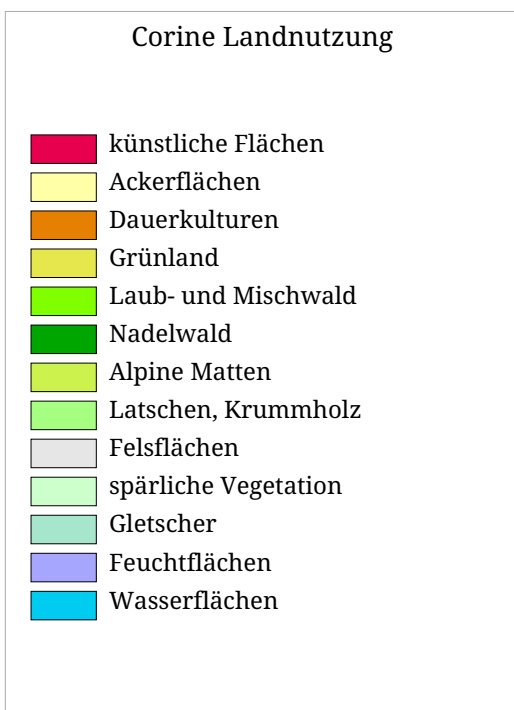 Corine Landnutzung
künstliche Flächen
Ackerflächen
Dauerkulturen
Grünland
Laub- und Mischwald
Nadelwald
Alpine Matten
Latschen, Krummholz
Felsflächen
spärliche Vegetation
Gletscher
Feuchtflächen
Wasserflächen